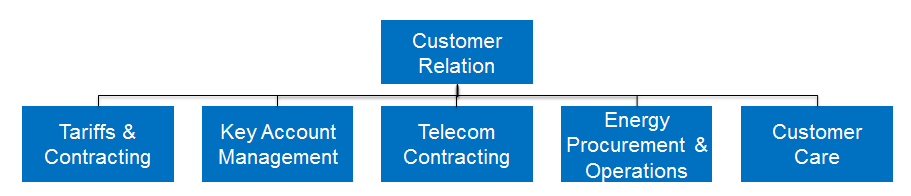 Customer
Relation
Tariffs &
Contracting
Key Account
Management
Telecom
Contracting
Energy
Procurement &
Operations
Customer
Care